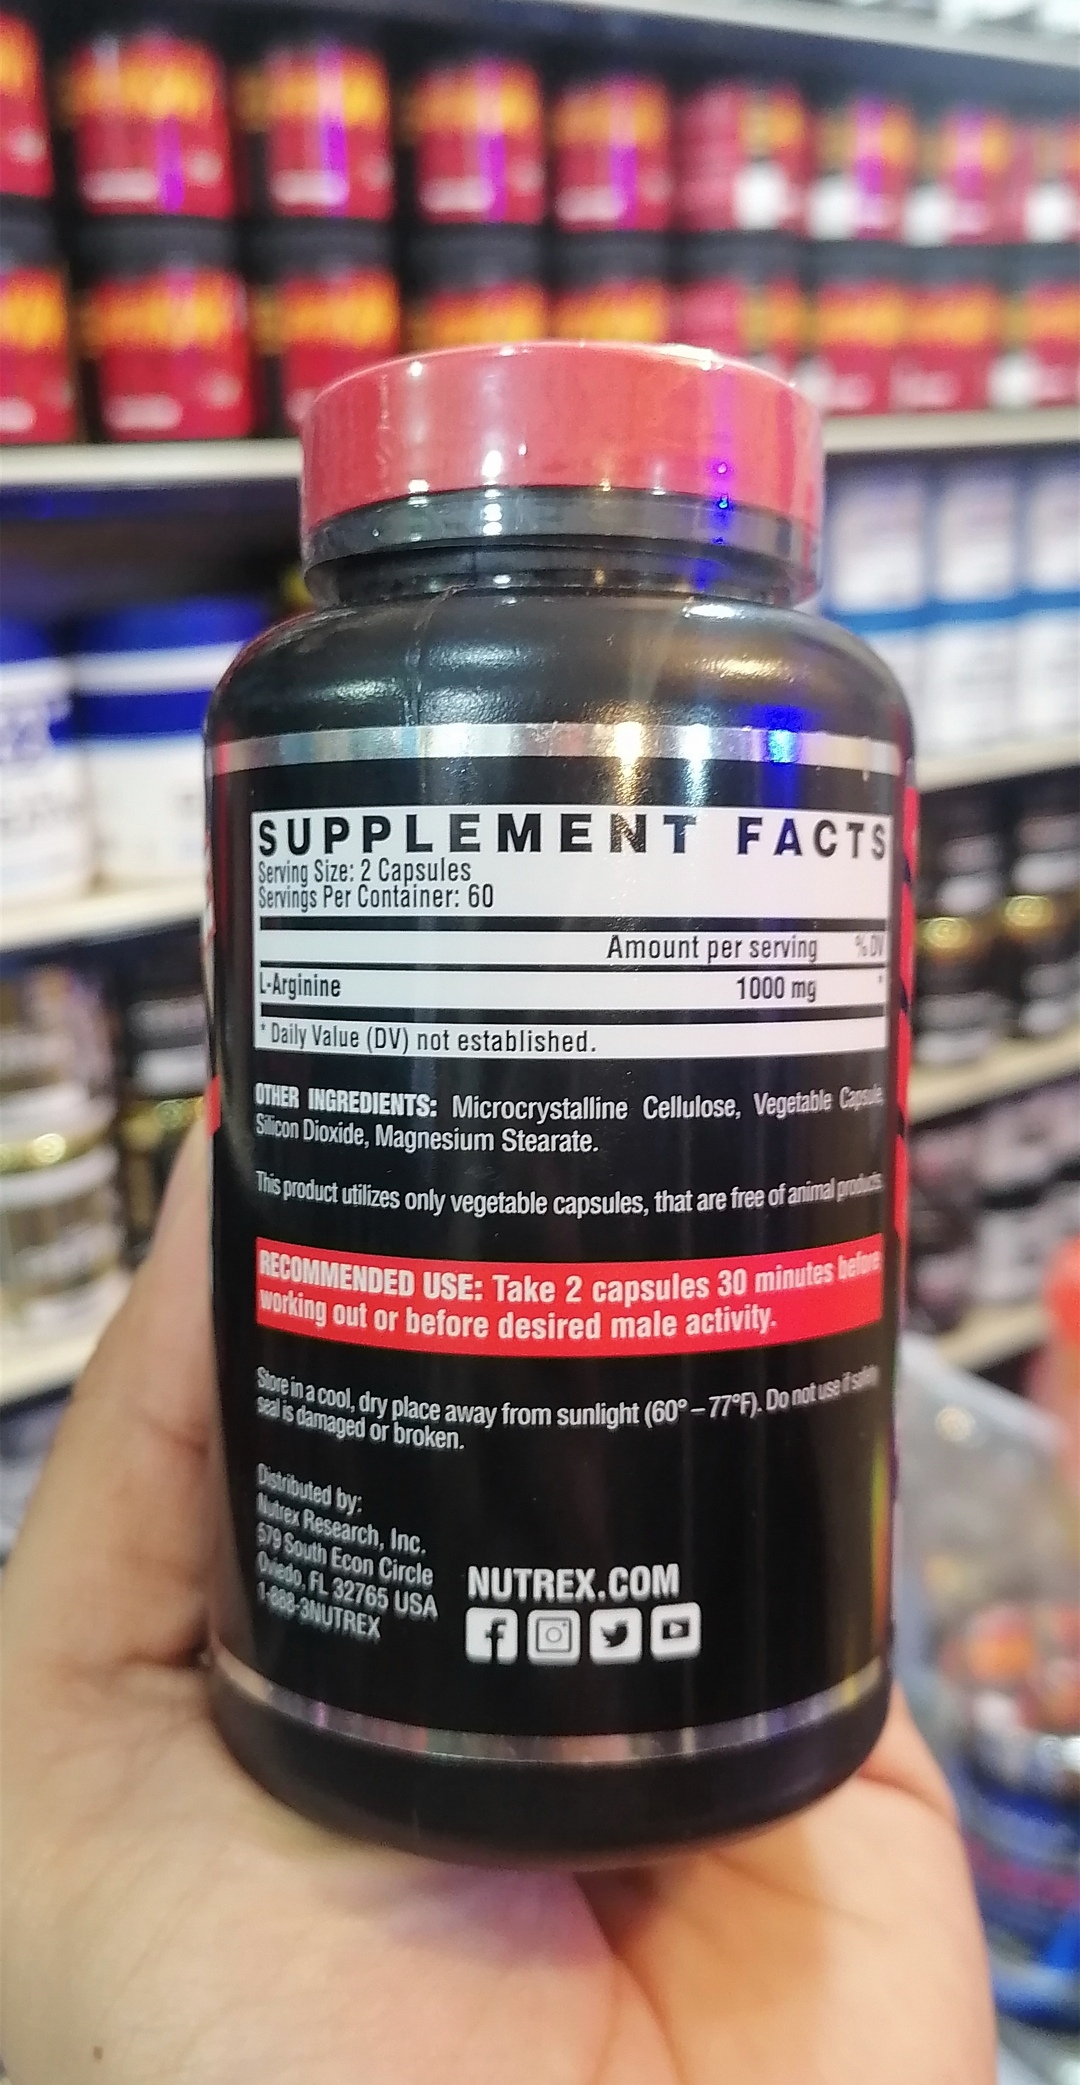 SUPPLEMENT FACTS
Serving Size: 2 Capsules
Servings Per Container: 60
Amount per serving % DV
L-Arginine 1000 mg *
* Daily Value (DV) not established.
OTHER INGREDIENTS: Microcrystalline Cellulose, Vegetable Capsule,
Silicon Dioxide, Magnesium Stearate.
This product utilizes only vegetable capsules, that are free of animal products.
RECOMMENDED USE: Take 2 capsules 30 minutes before
working out or before desired male activity.
Store in a cool, dry place away from sunlight (60° – 77°F). Do not use if safety
seal is damaged or broken.
Distributed by:
Nutrex Research, Inc.
579 South Econ Circle
Oviedo, FL 32765 USA
1-888-3NUTREX
NUTREX.COM